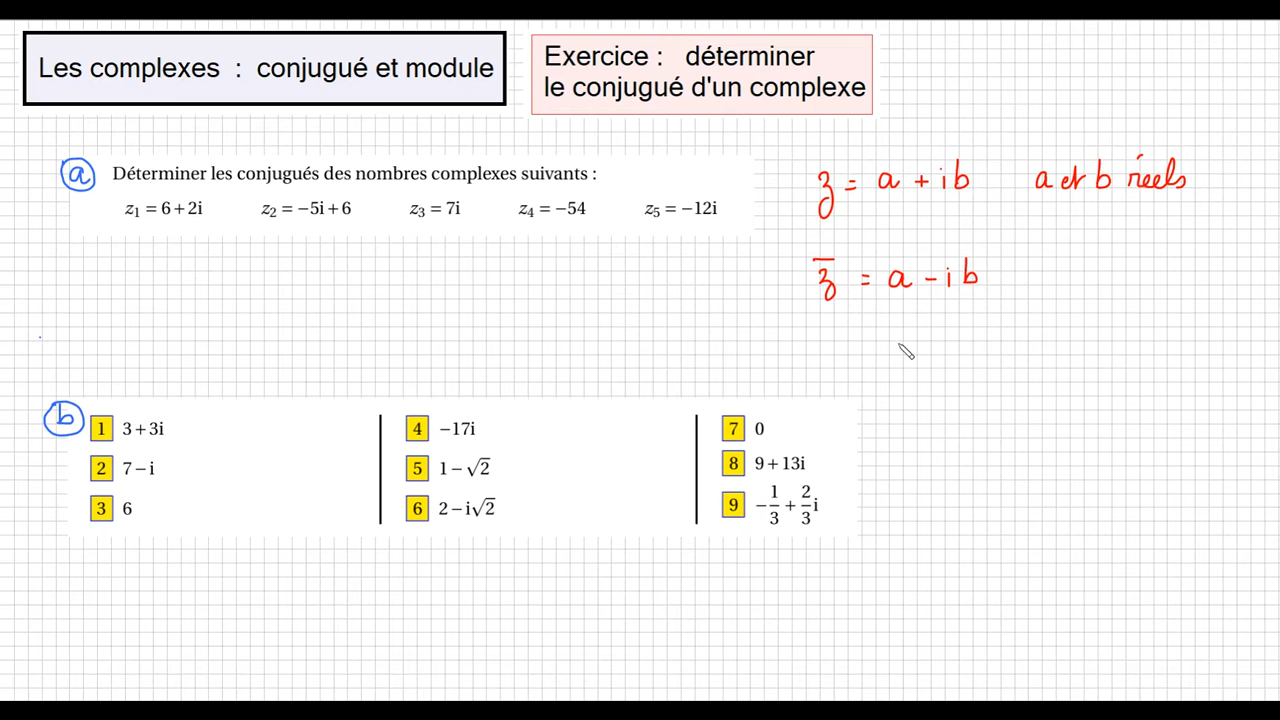 Les complexes : conjugué et module
Exercice : déterminer
le conjugué d'un complexe
a Déterminer les conjugués des nombres complexes suivants :
z₁ = 6+2i z₂ = −5i+6 z₃ = 7i z₄ = −54 z₅ = −12i
z = a + ib a et b réels
z̅ = a − ib
b
1 3+3i
2 7−i
3 6
4 −17i
5 1−√2
6 2−i√2
7 0
8 9+13i
9 −1/3+2/3i